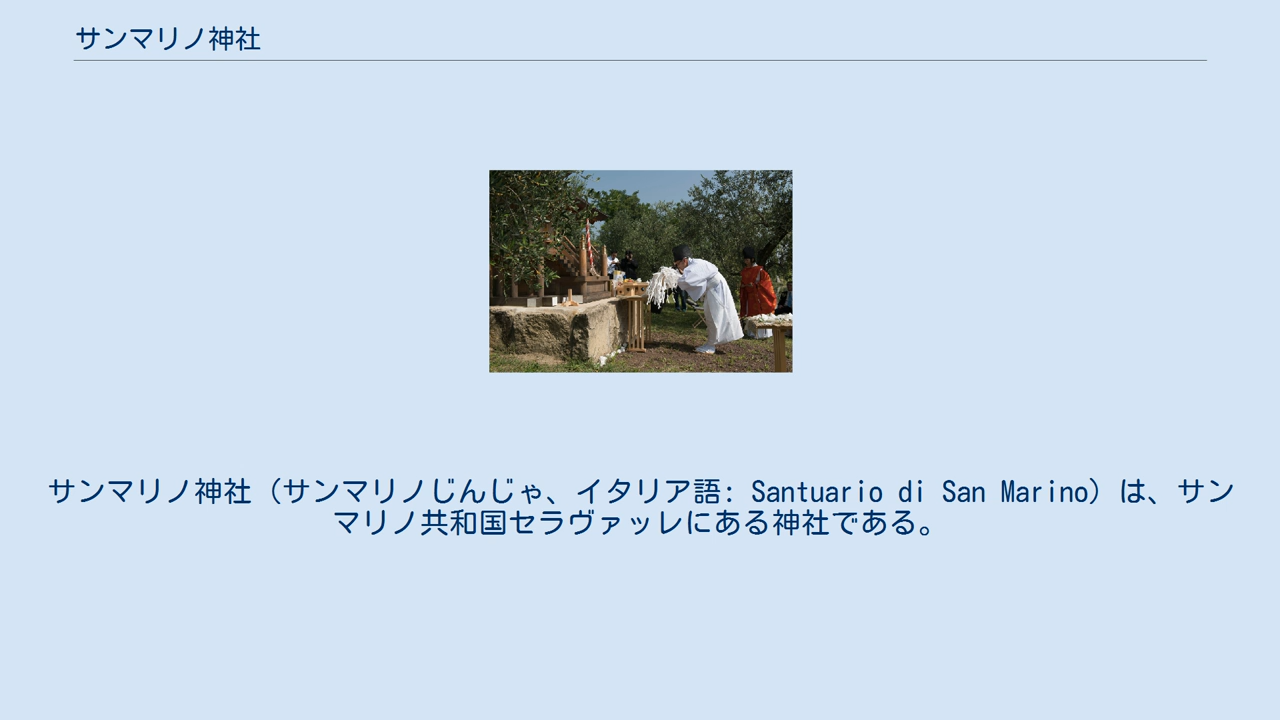 サンマリノ神社
サンマリノ神社（サンマリノじんじゃ、イタリア語: Santuario di San Marino）は、サン
マリノ共和国セラヴァッレにある神社である。